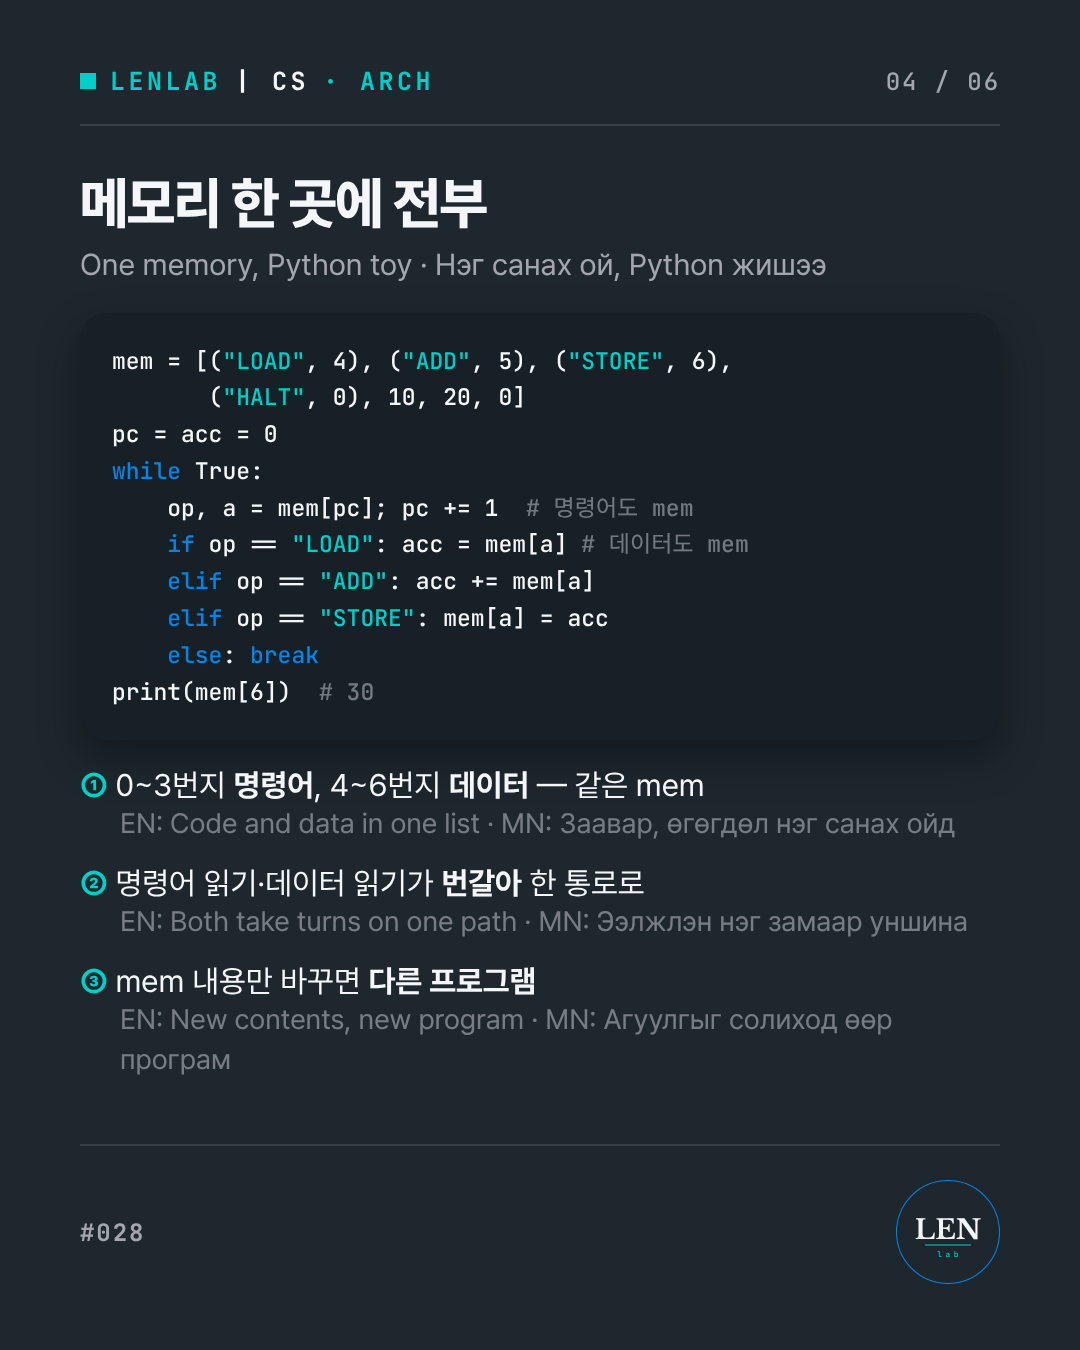 LENLAB | CS · ARCH
04 / 06
메모리 한 곳에 전부
One memory, Python toy · Нэг санах ой, Python жишээ
mem = [("LOAD", 4), ("ADD", 5), ("STORE", 6),
       ("HALT", 0), 10, 20, 0]
pc = acc = 0
while True:
    op, a = mem[pc]; pc += 1  # 명령어도 mem
    if op == "LOAD": acc = mem[a] # 데이터도 mem
    elif op == "ADD": acc += mem[a]
    elif op == "STORE": mem[a] = acc
    else: break
print(mem[6])  # 30
① 0~3번지 명령어, 4~6번지 데이터 — 같은 mem
EN: Code and data in one list · MN: Заавар, өгөгдөл нэг санах ойд
② 명령어 읽기·데이터 읽기가 번갈아 한 통로로
EN: Both take turns on one path · MN: Ээлжлэн нэг замаар уншина
③ mem 내용만 바꾸면 다른 프로그램
EN: New contents, new program · MN: Агуулгыг солиход өөр
програм
#028
LEN
lab